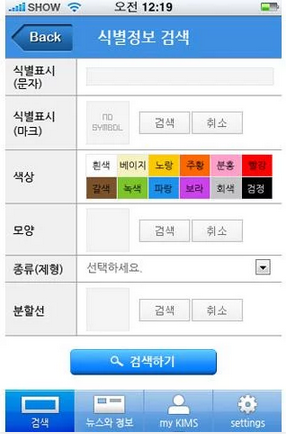 SHOW 오전 12:19
Back 식별정보 검색
식별표시
(문자)
식별표시
(마크)
NO
SYMBOL
검색 취소
색상
흰색 베이지 노랑 주황 분홍 빨강
갈색 녹색 파랑 보라 회색 검정
모양
검색 취소
종류(제형) 선택하세요.
분할선
검색 취소
검색하기
검색 뉴스와 정보 my KIMS settings